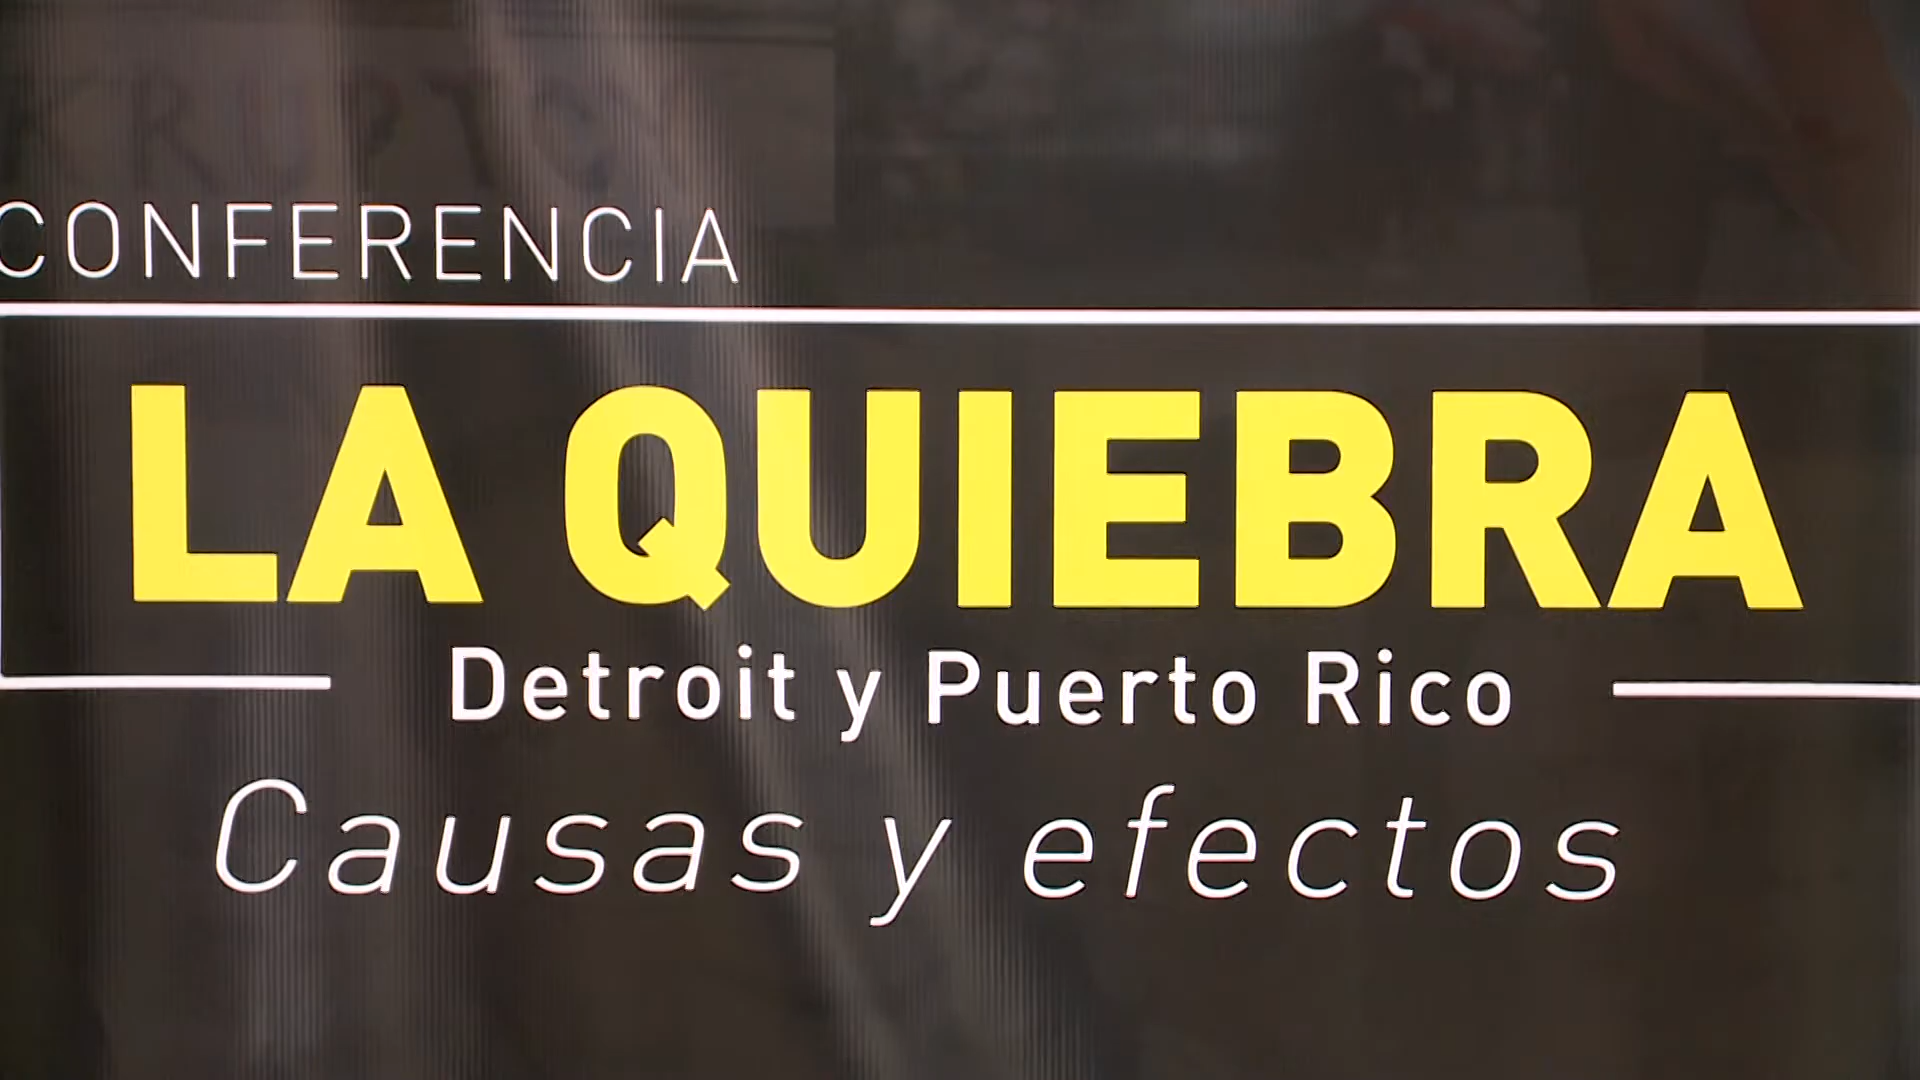 CONFERENCIA
LA QUIEBRA
Detroit y Puerto Rico
Causas y efectos